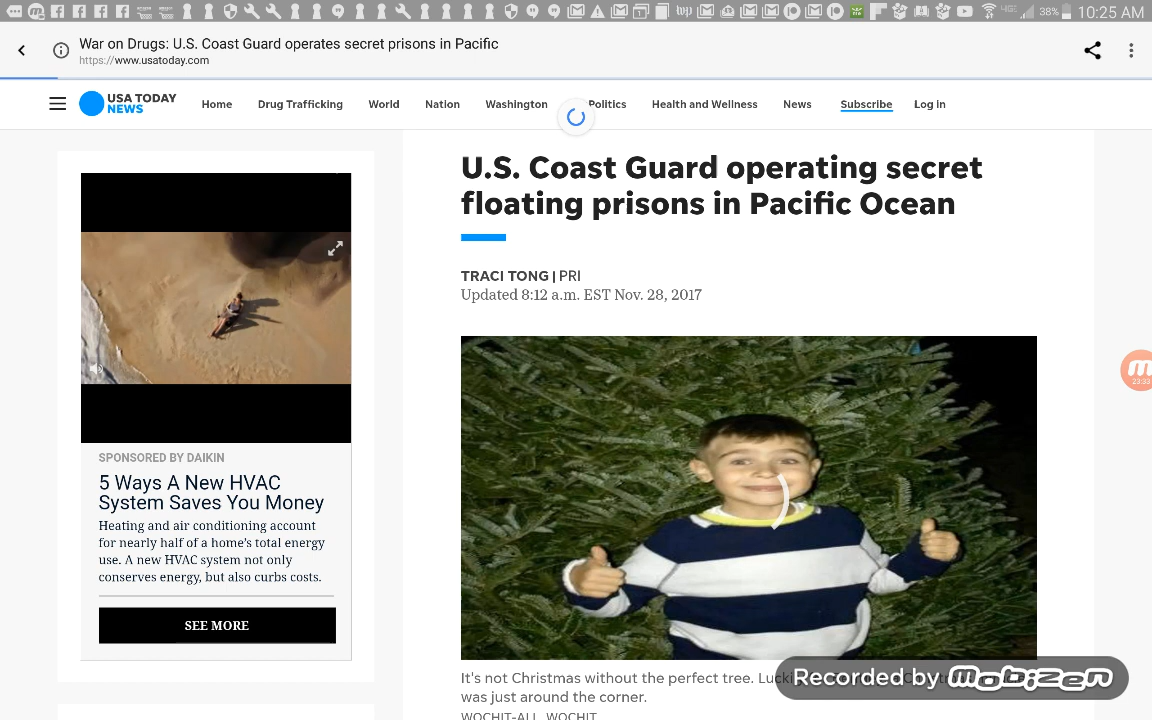 38% 10:25 AM
War on Drugs: U.S. Coast Guard operates secret prisons in Pacific
https://www.usatoday.com
USA TODAY
NEWS
Home Drug Trafficking World Nation Washington Politics Health and Wellness News Subscribe Log in
U.S. Coast Guard operating secret
floating prisons in Pacific Ocean
TRACI TONG | PRI
Updated 8:12 a.m. EST Nov. 28, 2017
23:33
SPONSORED BY DAIKIN
5 Ways A New HVAC
System Saves You Money
Heating and air conditioning account
for nearly half of a home's total energy
use. A new HVAC system not only
conserves energy, but also curbs costs.
SEE MORE
It's not Christmas without the perfect tree.
was just around the corner.
WOCHIT-ALL, WOCHIT
Recorded by mobizen